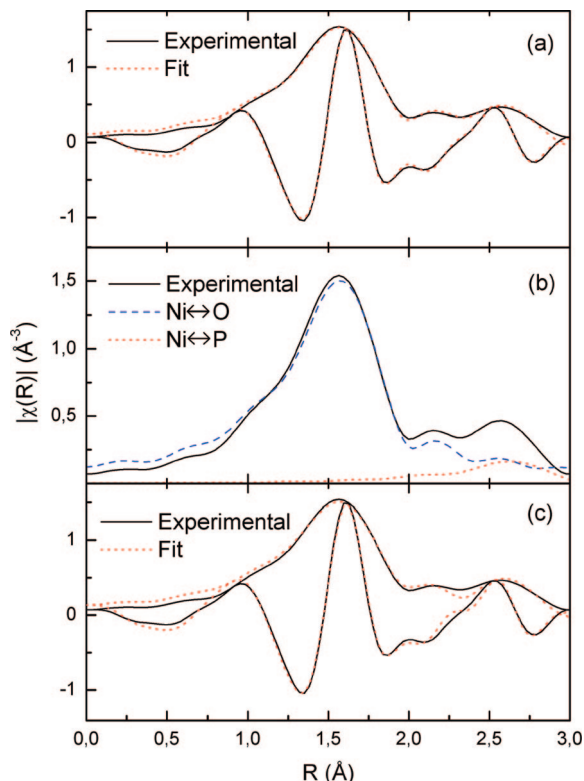 Experimental
Fit
(a)
1
0
-1
Experimental
Ni↔O
Ni↔P
(b)
1,5
1,0
0,5
|χ(R)| (Å⁻³)
Experimental
Fit
(c)
1
0
-1
0,0 0,5 1,0 1,5 2,0 2,5 3,0
R (Å)